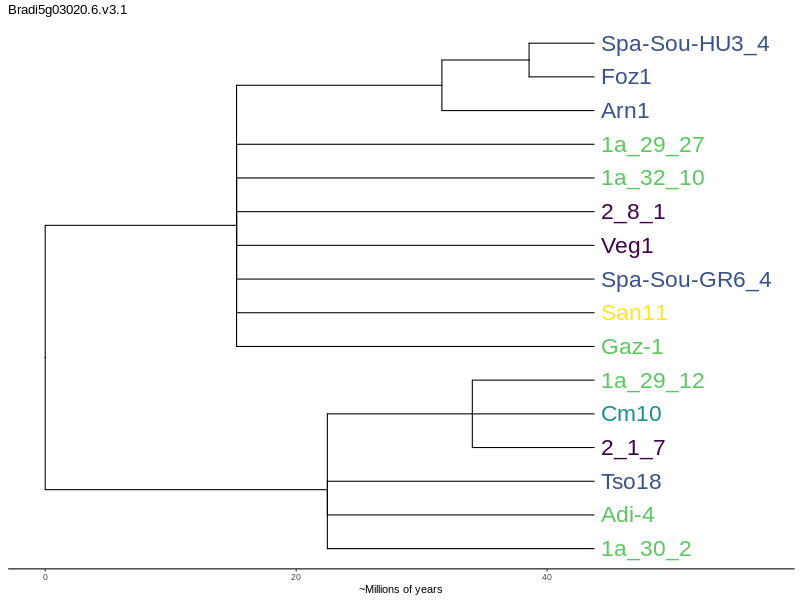 Bradi5g03020.6.v3.1
Spa-Sou-HU3_4
Foz1
Arn1
1a_29_27
1a_32_10
2_8_1
Veg1
Spa-Sou-GR6_4
San11
Gaz-1
1a_29_12
Cm10
2_1_7
Tso18
Adi-4
1a_30_2
0 20 40
~Millions of years